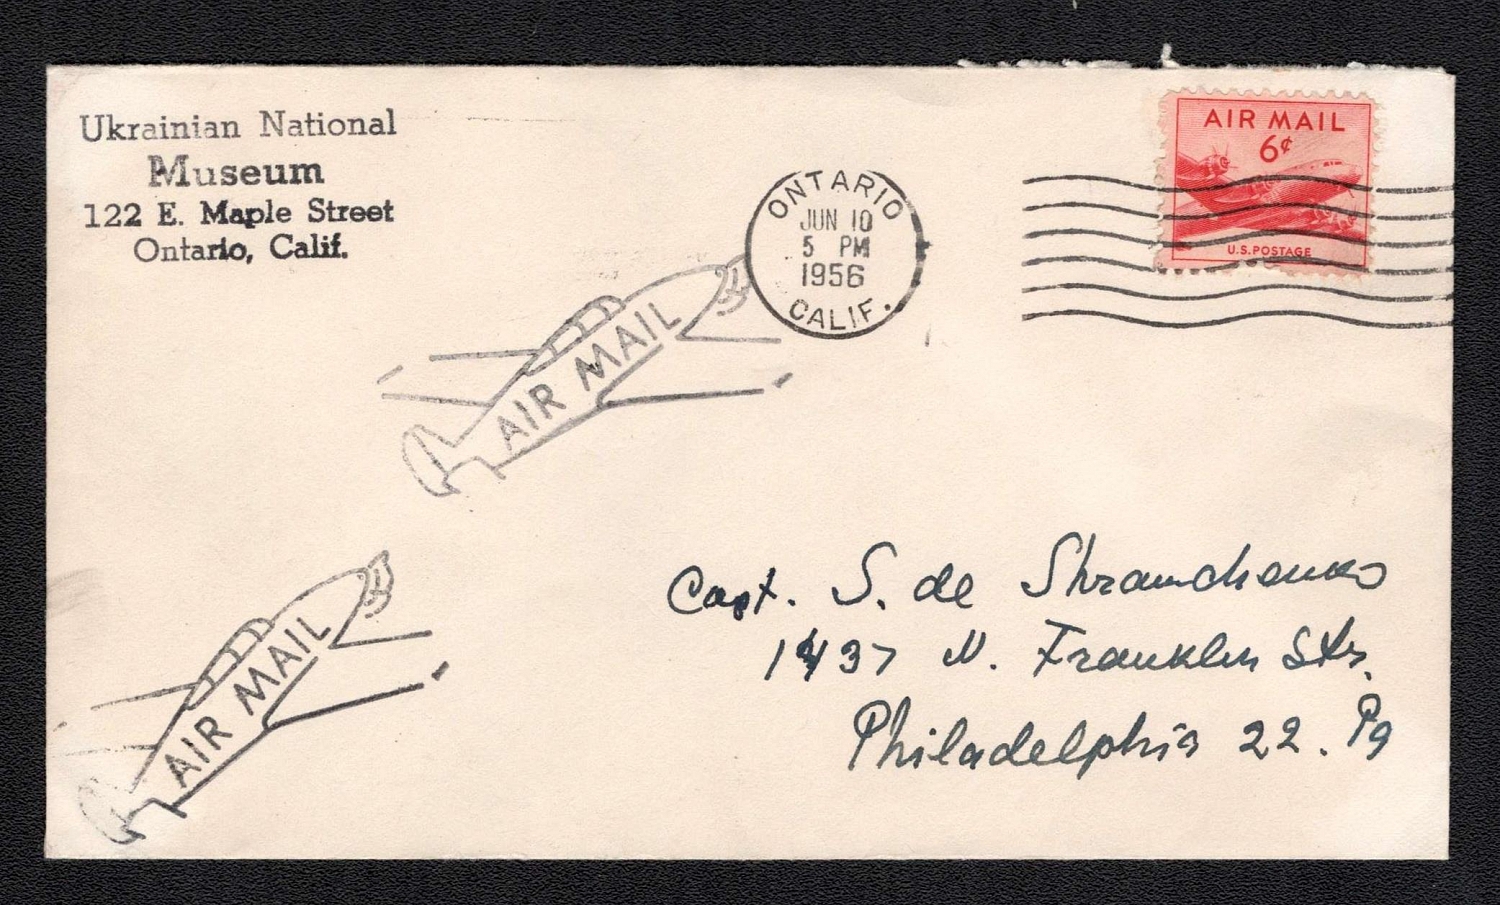 Ukrainian National
Museum
122 E. Maple Street
Ontario, Calif.
ONTARIO
JUN 10
5 PM
1956
CALIF.
AIR MAIL
6¢
U.S. POSTAGE
AIR MAIL
AIR MAIL
Capt. S. de Shramchenko
1437 N. Franklin Str.
Philadelphia 22. Pa